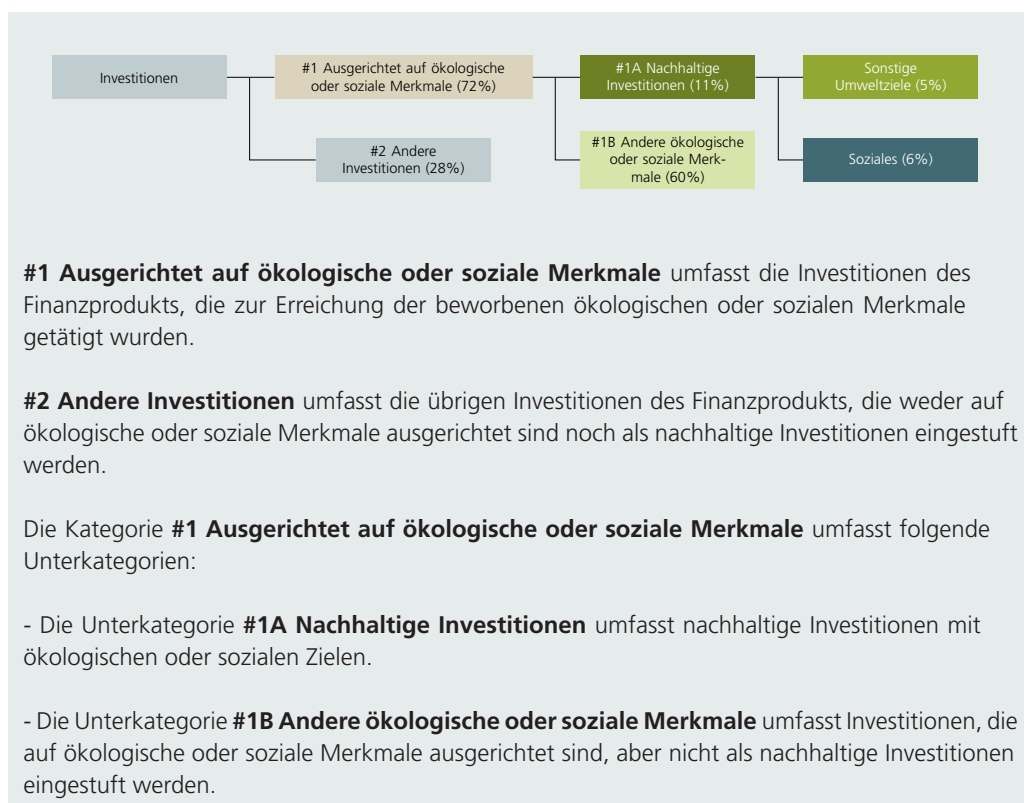 Investitionen
#1 Ausgerichtet auf ökologische
oder soziale Merkmale (72%)
#1A Nachhaltige
Investitionen (11%)
Sonstige
Umweltziele (5%)
#2 Andere
Investitionen (28%)
#1B Andere ökologische
oder soziale Merk-
male (60%)
Soziales (6%)
#1 Ausgerichtet auf ökologische oder soziale Merkmale umfasst die Investitionen des
Finanzprodukts, die zur Erreichung der beworbenen ökologischen oder sozialen Merkmale
getätigt wurden.
#2 Andere Investitionen umfasst die übrigen Investitionen des Finanzprodukts, die weder auf
ökologische oder soziale Merkmale ausgerichtet sind noch als nachhaltige Investitionen eingestuft
werden.
Die Kategorie #1 Ausgerichtet auf ökologische oder soziale Merkmale umfasst folgende
Unterkategorien:
- Die Unterkategorie #1A Nachhaltige Investitionen umfasst nachhaltige Investitionen mit
ökologischen oder sozialen Zielen.
- Die Unterkategorie #1B Andere ökologische oder soziale Merkmale umfasst Investitionen, die
auf ökologische oder soziale Merkmale ausgerichtet sind, aber nicht als nachhaltige Investitionen
eingestuft werden.